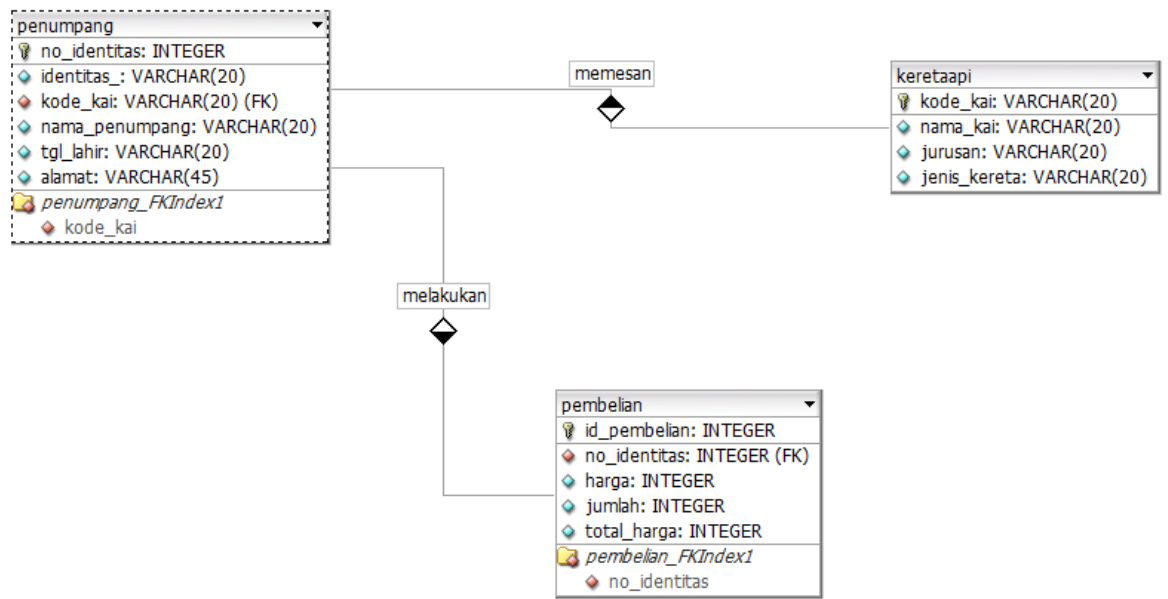 penumpang
no_identitas: INTEGER
identitas_: VARCHAR(20)
kode_kai: VARCHAR(20) (FK)
nama_penumpang: VARCHAR(20)
tgl_lahir: VARCHAR(20)
alamat: VARCHAR(45)
penumpang_FKIndex1
kode_kai
memesan
keretaapi
kode_kai: VARCHAR(20)
nama_kai: VARCHAR(20)
jurusan: VARCHAR(20)
jenis_kereta: VARCHAR(20)
melakukan
pembelian
id_pembelian: INTEGER
no_identitas: INTEGER (FK)
harga: INTEGER
jumlah: INTEGER
total_harga: INTEGER
pembelian_FKIndex1
no_identitas